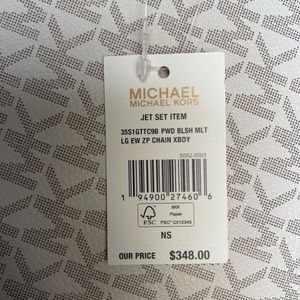 MICHAEL
MICHAEL KORS
JET SET ITEM
35S1GTTC9B PWD BLSH MLT
LG EW ZP CHAIN XBDY
S052-0003
1 94900 27460 6
FSC
MIX
Paper
FSC® C012345
NS
OUR PRICE $348.00